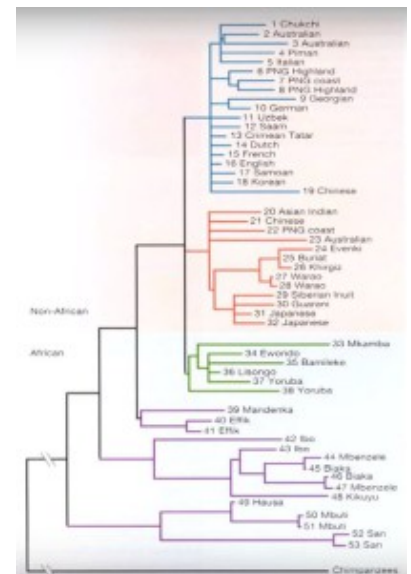 1 Chukchi
2 Australian
3 Australian
4 Piman
5 Italian
6 PNG Highland
7 PNG coast
8 PNG Highland
9 Georgian
10 German
11 Uzbek
12 Saam
13 Crimean Tatar
14 Dutch
15 French
16 English
17 Samoan
18 Korean
19 Chinese
20 Asian Indian
21 Chinese
22 PNG coast
23 Australian
24 Evenki
25 Buriat
26 Khirgiz
27 Warao
28 Warao
29 Siberian Inuit
30 Guarani
31 Japanese
32 Japanese
Non-African
African
33 Mkamba
34 Ewondo
35 Bamileke
36 Lisongo
37 Yoruba
38 Yoruba
39 Mandenka
40 Effik
41 Effik
42 Ibo
43 Ibo
44 Mbenzele
45 Biaka
46 Biaka
47 Mbenzele
48 Kikuyu
49 Hausa
50 Mbuti
51 Mbuti
52 San
53 San
Chimpanzees